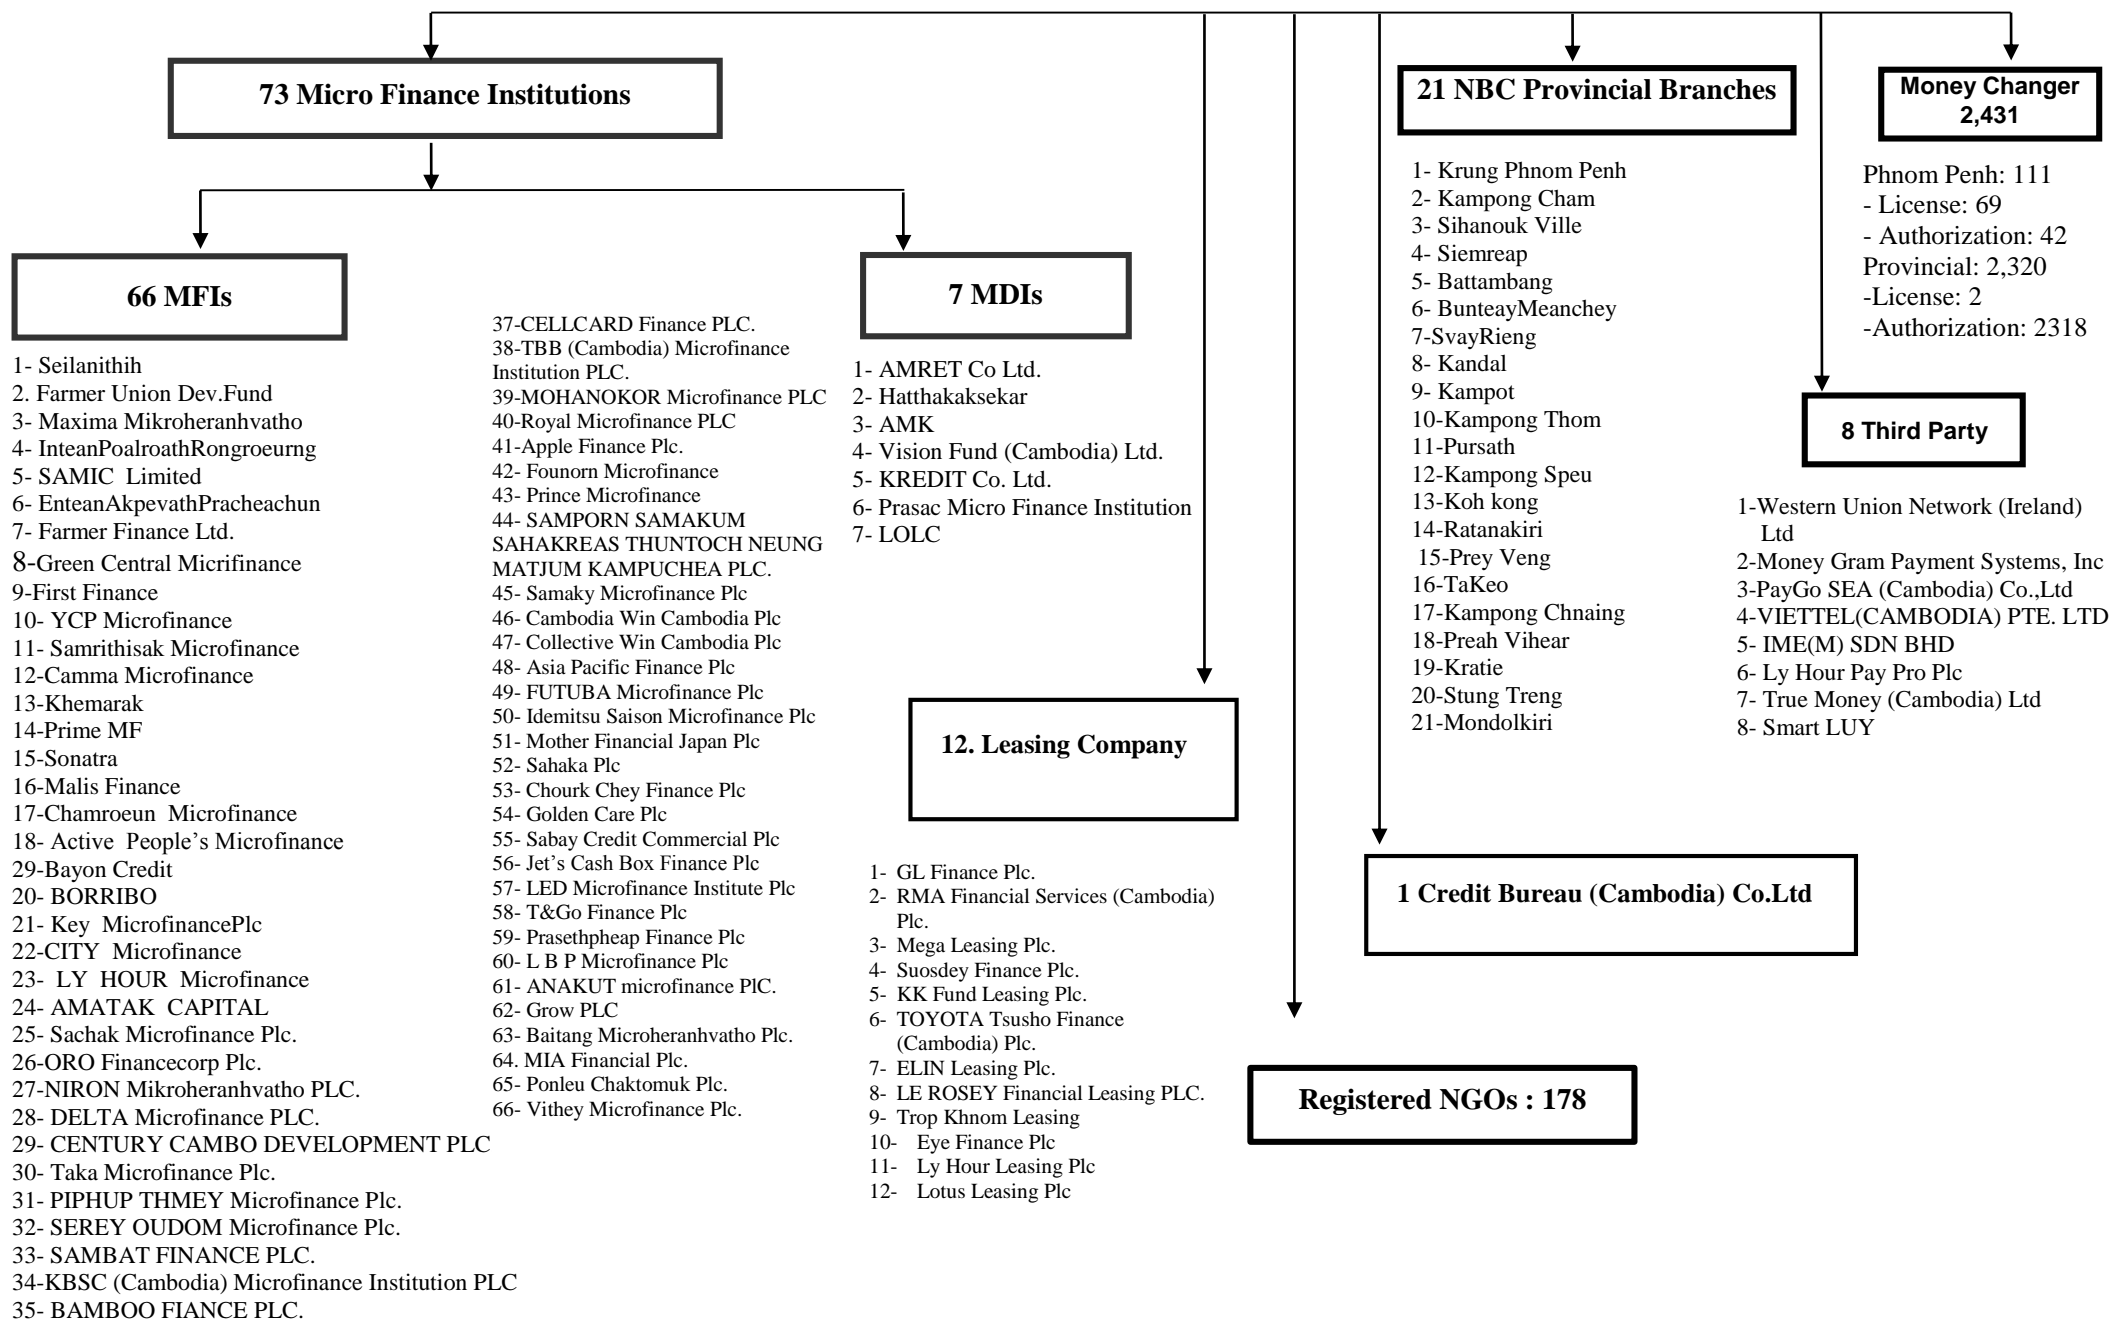 73 Micro Finance Institutions
66 MFIs
1- Seilanithih
2. Farmer Union Dev.Fund
3- Maxima Mikroheranhvatho
4- InteanPoalroathRongroeurng
5- SAMIC Limited
6- EnteanAkpevathPracheachun
7- Farmer Finance Ltd.
8-Green Central Micrifinance
9-First Finance
10- YCP Microfinance
11- Samrithisak Microfinance
12-Camma Microfinance
13-Khemarak
14-Prime MF
15-Sonatra
16-Malis Finance
17-Chamroeun Microfinance
18- Active People’s Microfinance
29-Bayon Credit
20- BORRIBO
21- Key MicrofinancePlc
22-CITY Microfinance
23- LY HOUR Microfinance
24- AMATAK CAPITAL
25- Sachak Microfinance Plc.
26-ORO Financecorp Plc.
27-NIRON Mikroheranhvatho PLC.
28- DELTA Microfinance PLC.
29- CENTURY CAMBO DEVELOPMENT PLC
30- Taka Microfinance Plc.
31- PIPHUP THMEY Microfinance Plc.
32- SEREY OUDOM Microfinance Plc.
33- SAMBAT FINANCE PLC.
34-KBSC (Cambodia) Microfinance Institution PLC
35- BAMBOO FIANCE PLC.
37-CELLCARD Finance PLC.
38-TBB (Cambodia) Microfinance
Institution PLC.
39-MOHANOKOR Microfinance PLC
40-Royal Microfinance PLC
41-Apple Finance Plc.
42- Founorn Microfinance
43- Prince Microfinance
44- SAMPORN SAMAKUM
SAHAKREAS THUNTOCH NEUNG
MATJUM KAMPUCHEA PLC.
45- Samaky Microfinance Plc
46- Cambodia Win Cambodia Plc
47- Collective Win Cambodia Plc
48- Asia Pacific Finance Plc
49- FUTUBA Microfinance Plc
50- Idemitsu Saison Microfinance Plc
51- Mother Financial Japan Plc
52- Sahaka Plc
53- Chourk Chey Finance Plc
54- Golden Care Plc
55- Sabay Credit Commercial Plc
56- Jet’s Cash Box Finance Plc
57- LED Microfinance Institute Plc
58- T&Go Finance Plc
59- Prasethpheap Finance Plc
60- L B P Microfinance Plc
61- ANAKUT microfinance PlC.
62- Grow PLC
63- Baitang Microheranhvatho Plc.
64. MIA Financial Plc.
65- Ponleu Chaktomuk Plc.
66- Vithey Microfinance Plc.
7 MDIs
1- AMRET Co Ltd.
2- Hatthakaksekar
3- AMK
4- Vision Fund (Cambodia) Ltd.
5- KREDIT Co. Ltd.
6- Prasac Micro Finance Institution
7- LOLC
12. Leasing Company
1- GL Finance Plc.
2- RMA Financial Services (Cambodia)
Plc.
3- Mega Leasing Plc.
4- Suosdey Finance Plc.
5- KK Fund Leasing Plc.
6- TOYOTA Tsusho Finance
(Cambodia) Plc.
7- ELIN Leasing Plc.
8- LE ROSEY Financial Leasing PLC.
9- Trop Khnom Leasing
10- Eye Finance Plc
11- Ly Hour Leasing Plc
12- Lotus Leasing Plc
Registered NGOs : 178
1 Credit Bureau (Cambodia) Co.Ltd
21 NBC Provincial Branches
1- Krung Phnom Penh
2- Kampong Cham
3- Sihanouk Ville
4- Siemreap
5- Battambang
6- BunteayMeanchey
7-SvayRieng
8- Kandal
9- Kampot
10-Kampong Thom
11-Pursath
12-Kampong Speu
13-Koh kong
14-Ratanakiri
15-Prey Veng
16-TaKeo
17-Kampong Chnaing
18-Preah Vihear
19-Kratie
20-Stung Treng
21-Mondolkiri
8 Third Party
1-Western Union Network (Ireland)
Ltd
2-Money Gram Payment Systems, Inc
3-PayGo SEA (Cambodia) Co.,Ltd
4-VIETTEL(CAMBODIA) PTE. LTD
5- IME(M) SDN BHD
6- Ly Hour Pay Pro Plc
7- True Money (Cambodia) Ltd
8- Smart LUY
Money Changer
2,431
Phnom Penh: 111
- License: 69
- Authorization: 42
Provincial: 2,320
-License: 2
-Authorization: 2318